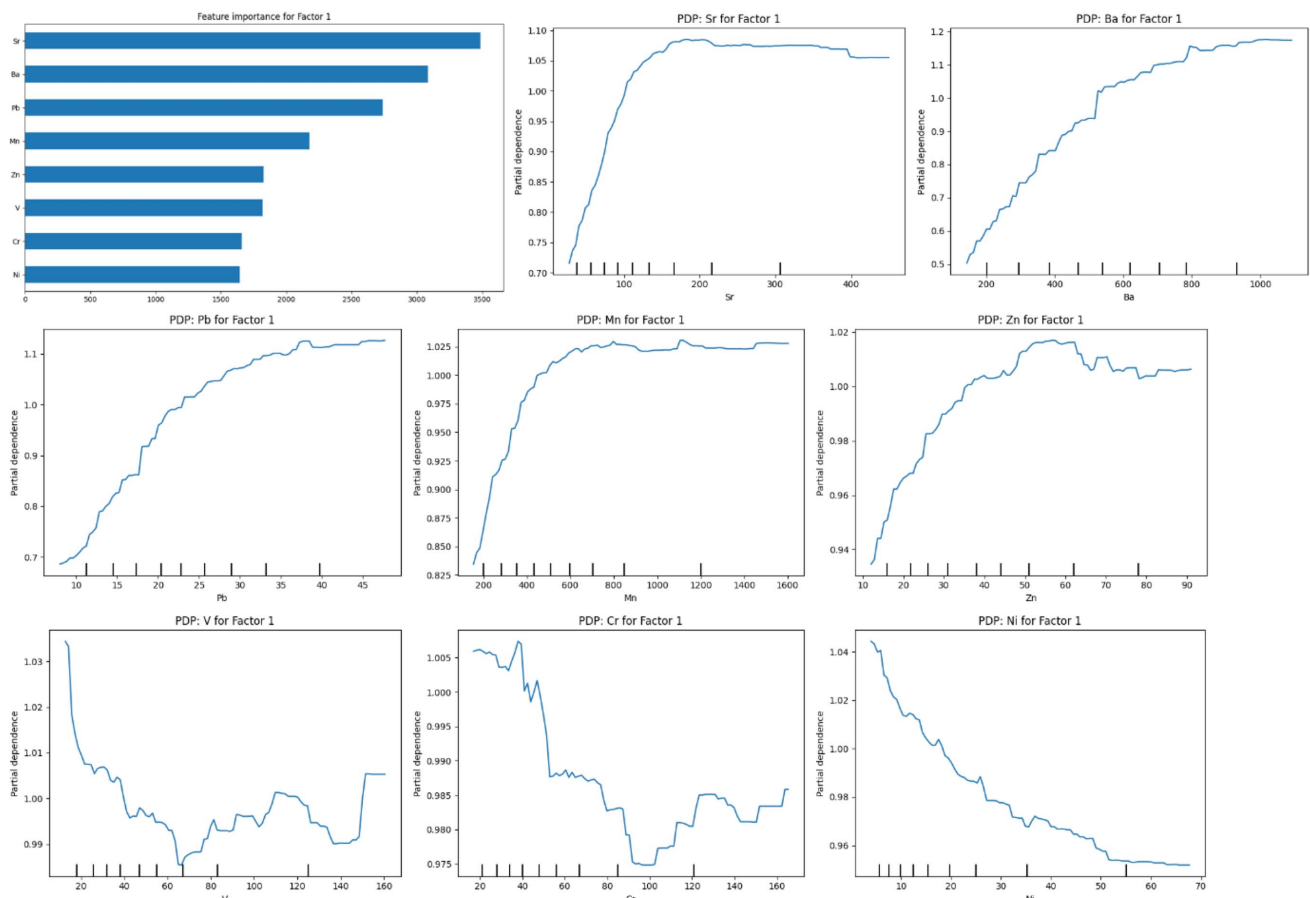 Feature importance for Factor 1
Sr
Ba
Pb
Mn
Zn
V
Cr
Ni
0 500 1000 1500 2000 2500 3000 3500
PDP: Sr for Factor 1
Partial dependence
1.10
1.05
1.00
0.95
0.90
0.85
0.80
0.75
0.70
100 200 300 400
Sr
PDP: Ba for Factor 1
Partial dependence
1.2
1.1
1.0
0.9
0.8
0.7
0.6
0.5
200 400 600 800 1000
Ba
PDP: Pb for Factor 1
Partial dependence
1.1
1.0
0.9
0.8
0.7
10 15 20 25 30 35 40 45
Pb
PDP: Mn for Factor 1
Partial dependence
1.025
1.000
0.975
0.950
0.925
0.900
0.875
0.850
0.825
200 400 600 800 1000 1200 1400 1600
Mn
PDP: Zn for Factor 1
Partial dependence
1.02
1.00
0.98
0.96
0.94
10 20 30 40 50 60 70 80 90
Zn
PDP: V for Factor 1
Partial dependence
1.03
1.02
1.01
1.00
0.99
0 20 40 60 80 100 120 140 160
PDP: Cr for Factor 1
Partial dependence
1.005
1.000
0.995
0.990
0.985
0.980
0.975
20 40 60 80 100 120 140 160
PDP: Ni for Factor 1
Partial dependence
1.04
1.02
1.00
0.98
0.96
10 20 30 40 50 60 70